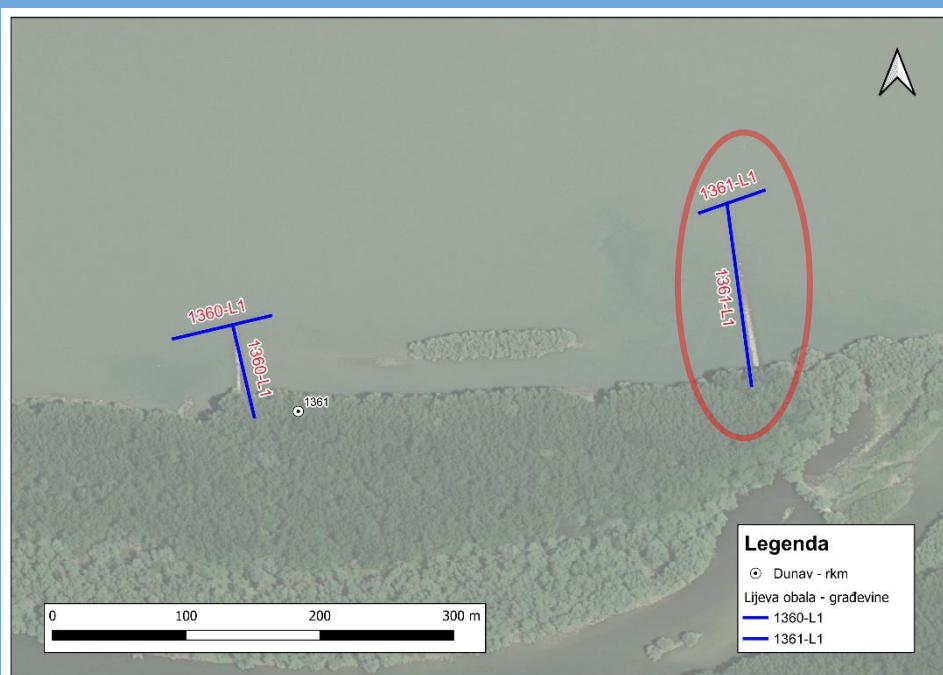 1361-L1
1361-L1
1360-L1
1360-L1
1361
Legenda
Dunav - rkm
Lijeva obala - građevine
1360-L1
1361-L1
0 100 200 300 m